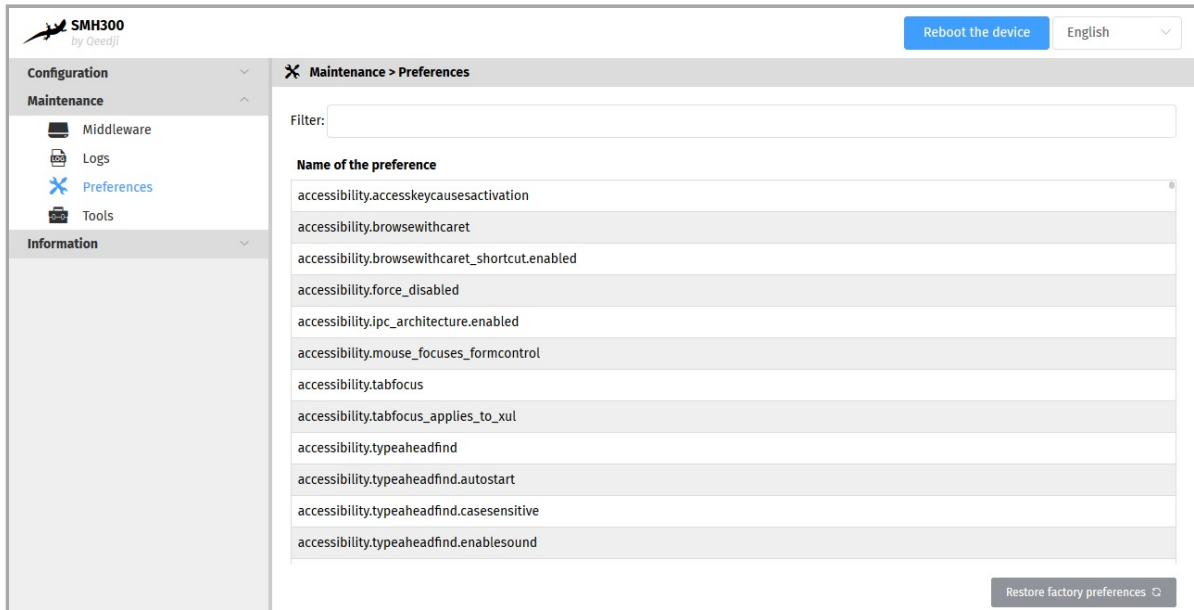 SMH300
by Qeedji
Reboot the device
English
Configuration
Maintenance
Middleware
LOG
Logs
Preferences
Tools
Information
Maintenance > Preferences
Filter:
Name of the preference
accessibility.accesskeycausesactivation
accessibility.browsewithcaret
accessibility.browsewithcaret_shortcut.enabled
accessibility.force_disabled
accessibility.ipc_architecture.enabled
accessibility.mouse_focuses_formcontrol
accessibility.tabfocus
accessibility.tabfocus_applies_to_xul
accessibility.typeaheadfind
accessibility.typeaheadfind.autostart
accessibility.typeaheadfind.casesensitive
accessibility.typeaheadfind.enablesound
Restore factory preferences